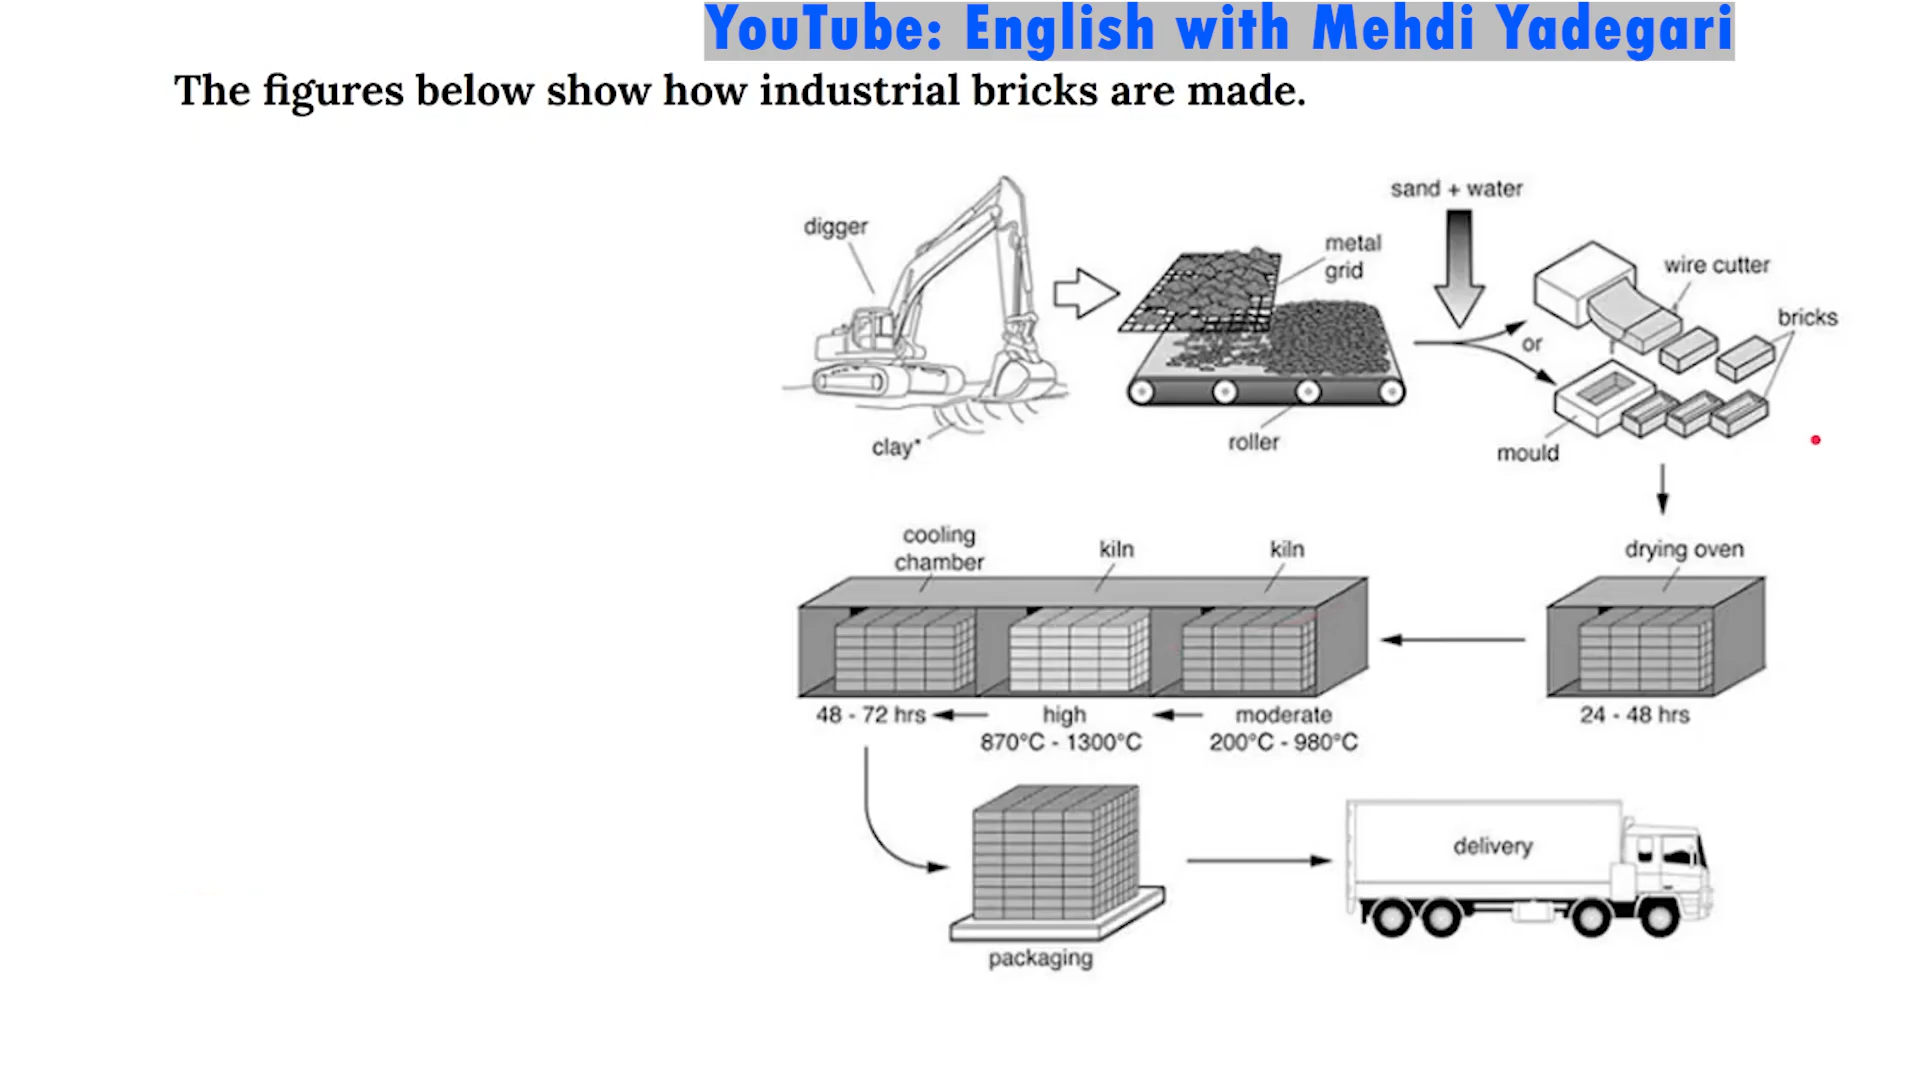 YouTube: English with Mehdi Yadegari
The figures below show how industrial bricks are made.
sand + water
digger
metal
grid
wire cutter
bricks
or
clay*
roller
mould
cooling
chamber
kiln
kiln
drying oven
48 - 72 hrs
high
moderate
24 - 48 hrs
870°C - 1300°C
200°C - 980°C
delivery
packaging